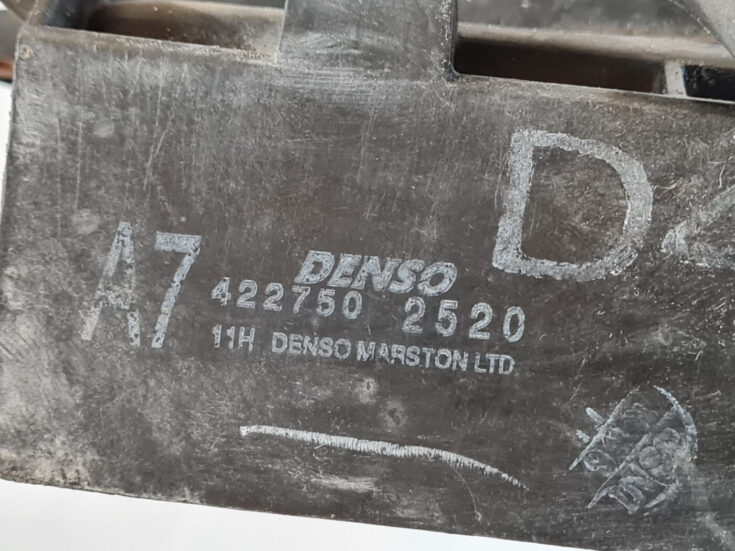 D
A7
DENSO
422750 2520
11H DENSO MARSTON LTD